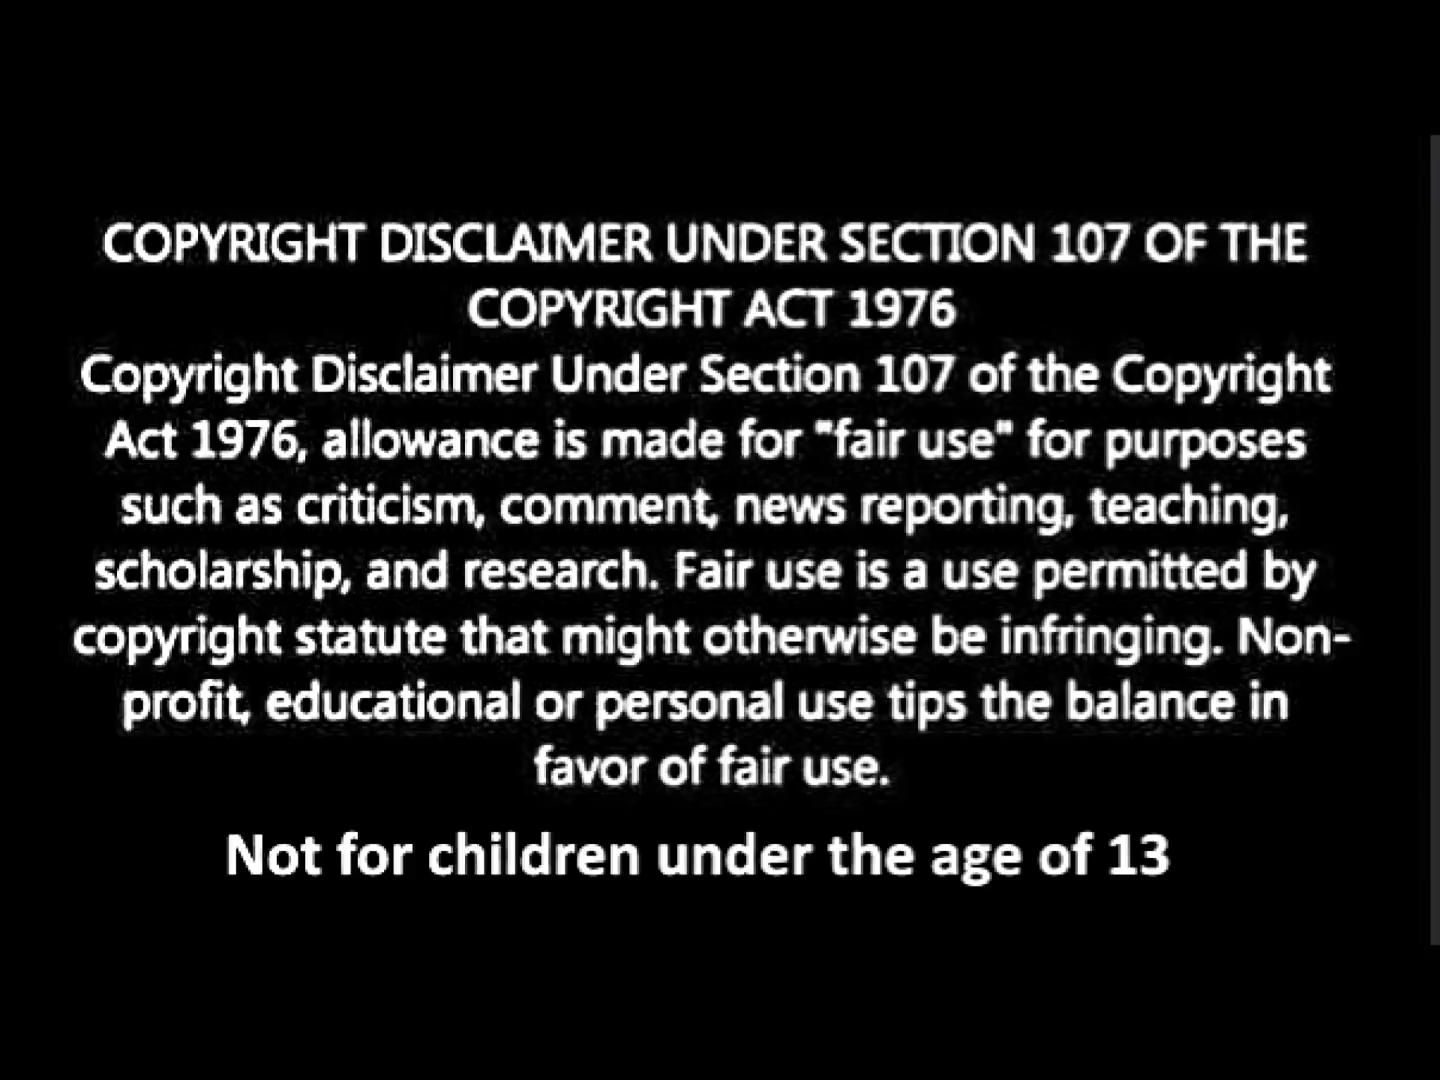 COPYRIGHT DISCLAIMER UNDER SECTION 107 OF THE
COPYRIGHT ACT 1976
Copyright Disclaimer Under Section 107 of the Copyright
Act 1976, allowance is made for "fair use" for purposes
such as criticism, comment, news reporting, teaching,
scholarship, and research. Fair use is a use permitted by
copyright statute that might otherwise be infringing. Non-
profit, educational or personal use tips the balance in
favor of fair use.
Not for children under the age of 13